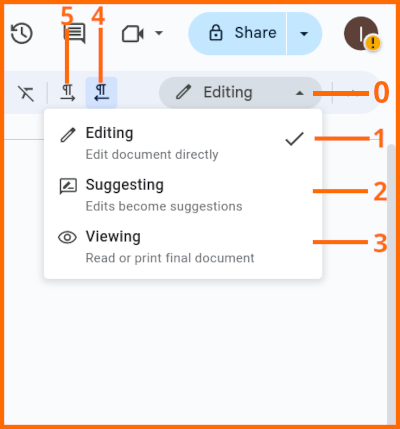 5 4
Share
I
Editing
0
Editing
Edit document directly
1
Suggesting
Edits become suggestions
2
Viewing
Read or print final document
3